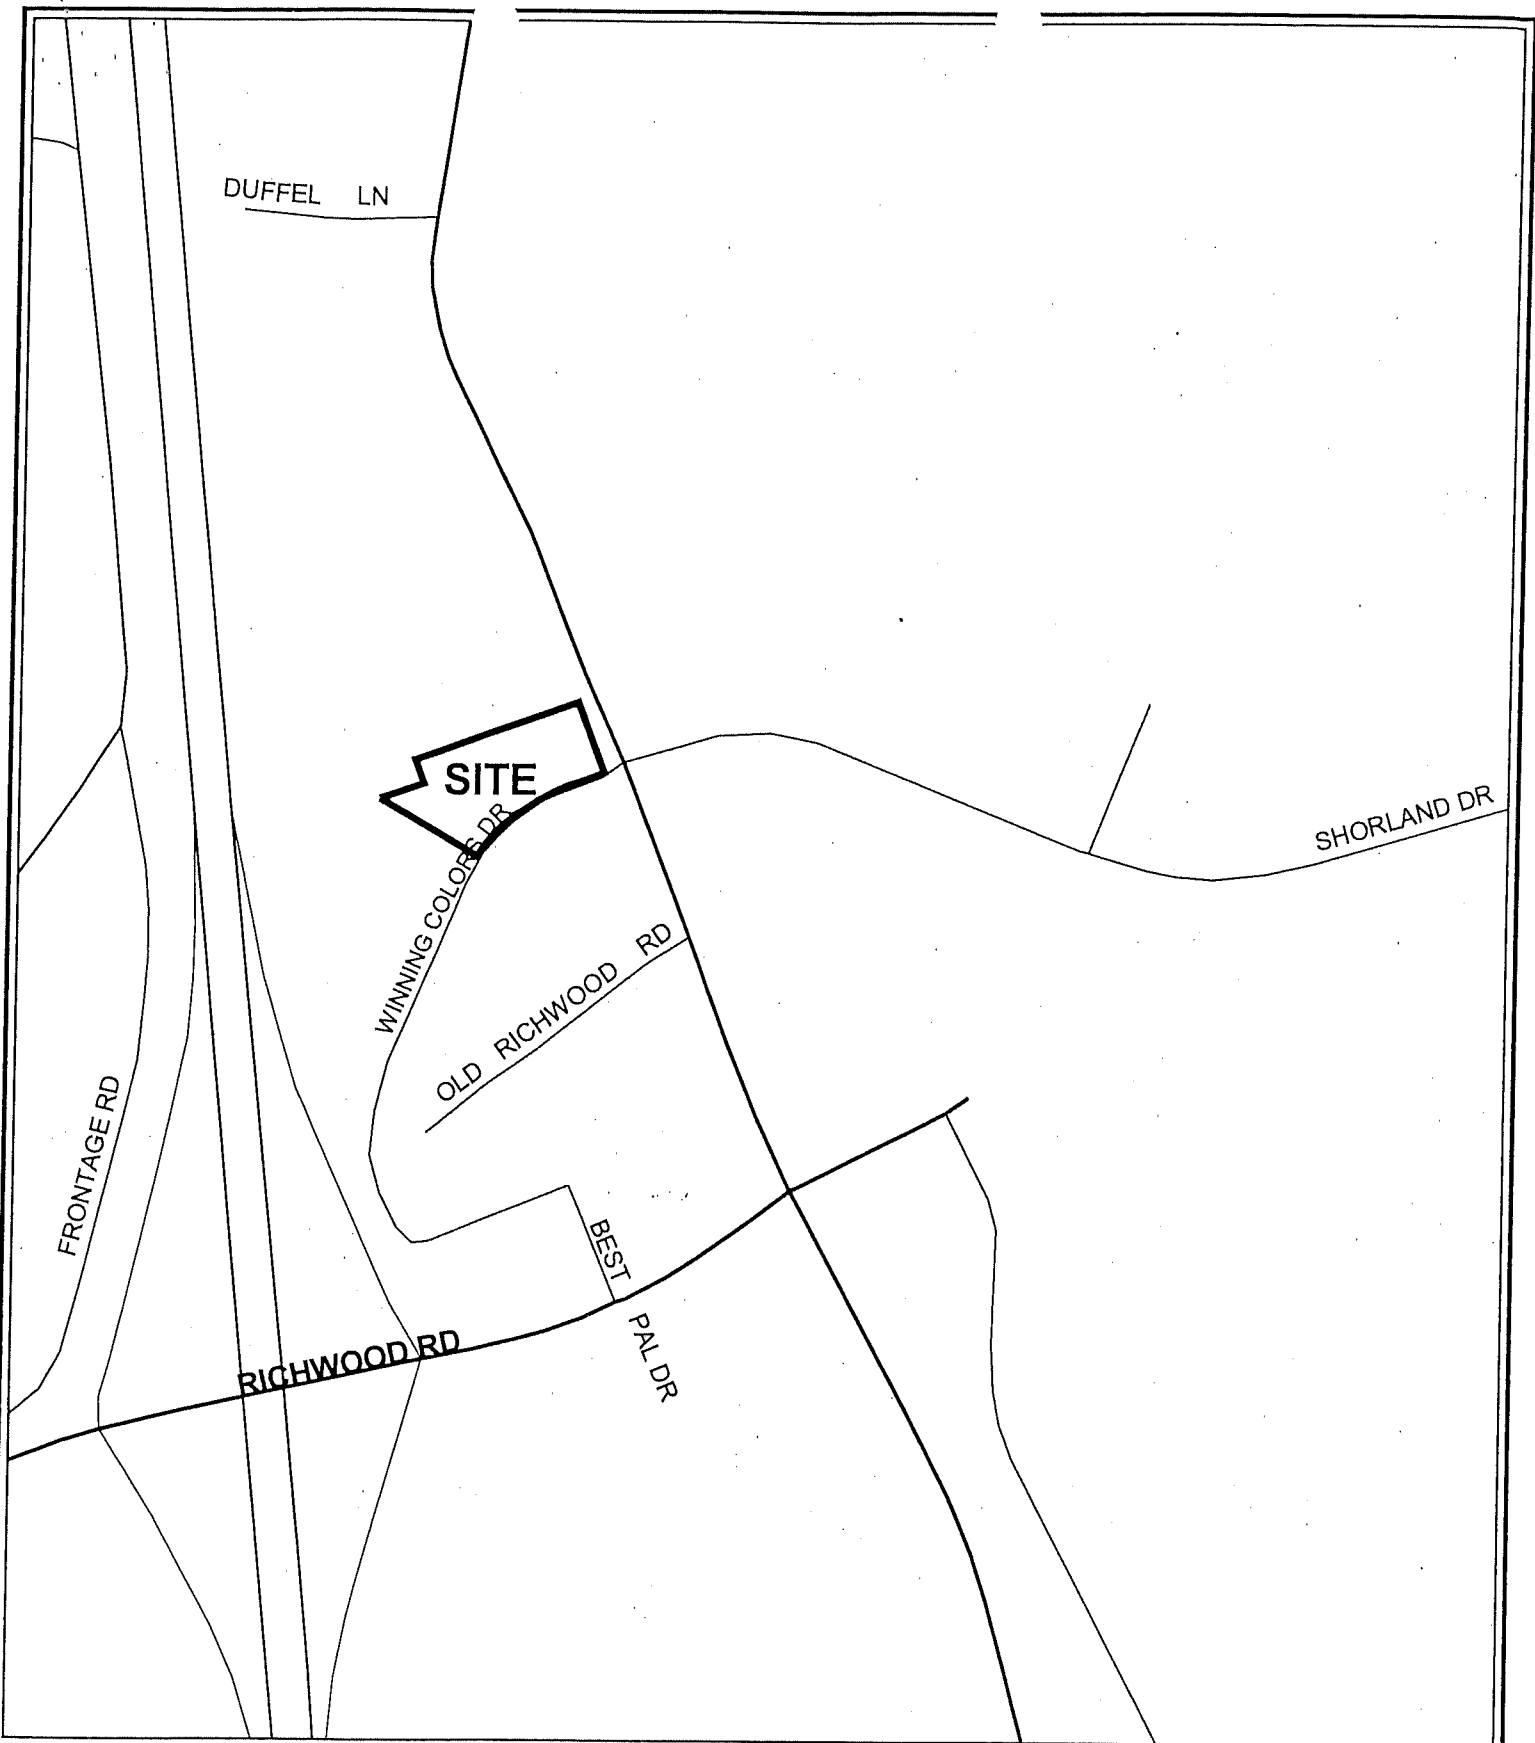 DUFFEL LN
SITE
SHORLAND DR
WINNING COLORS DR
OLD RICHWOOD RD
FRONTAGE RD
BEST PAL DR
RICHWOOD RD